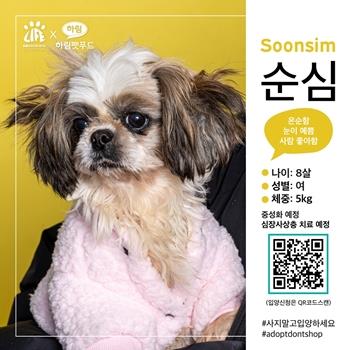 LIFE
×
하림
하림펫푸드
Soonsim
순심
온순함
눈이 예쁨
사람 좋아함
● 나이: 8살
● 성별: 여
● 체중: 5kg
중성화 예정
심장사상충 치료 예정
(입양신청은 QR코드스캔)
#사지말고입양하세요
#adoptdontshop